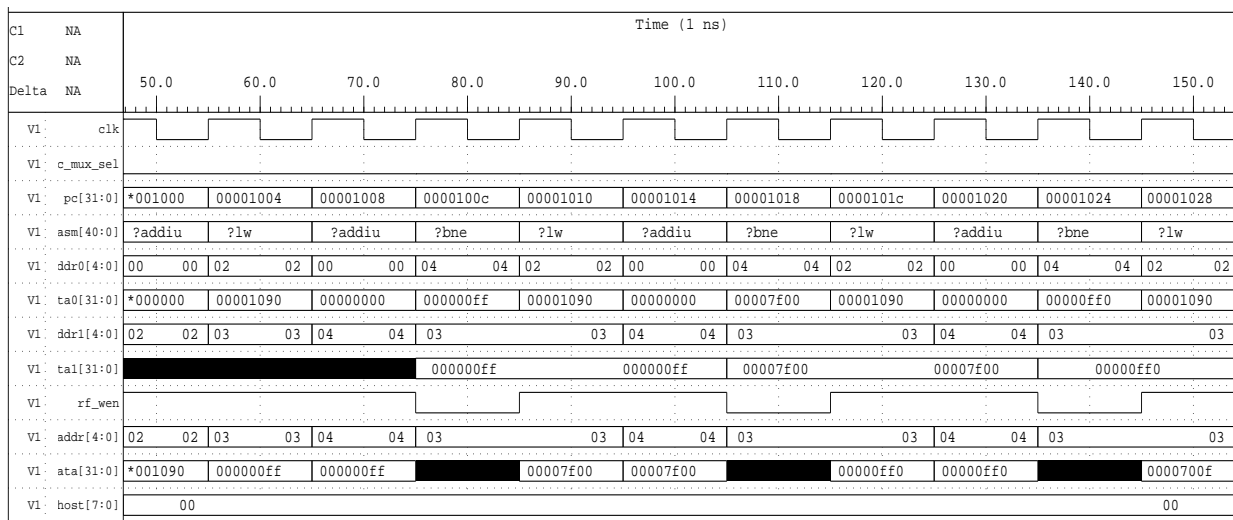 Time (1 ns)
C1 NA
C2 NA
Delta NA
50.0 60.0 70.0 80.0 90.0 100.0 110.0 120.0 130.0 140.0 150.0
V1 clk
V1 c_mux_sel
V1 pc[31:0] *001000 00001004 00001008 0000100c 00001010 00001014 00001018 0000101c 00001020 00001024 00001028
V1 asm[40:0] ?addiu ?lw ?addiu ?bne ?lw ?addiu ?bne ?lw ?addiu ?bne ?lw
V1 ddr0[4:0] 00 00 02 02 00 00 04 04 02 02 00 00 04 04 02 02 00 00 04 04 02 02
V1 ta0[31:0] *000000 00001090 00000000 000000ff 00001090 00000000 00007f00 00001090 00000000 00000ff0 00001090
V1 ddr1[4:0] 02 02 03 03 04 04 03 03 04 04 03 03 04 04 03 03
V1 ta1[31:0] 000000ff 000000ff 00007f00 00007f00 00000ff0
V1 rf_wen
V1 addr[4:0] 02 02 03 03 04 04 03 03 04 04 03 03 04 04 03 03
V1 ata[31:0] *001090 000000ff 000000ff 00007f00 00007f00 00000ff0 00000ff0 0000700f
V1 host[7:0] 00 00